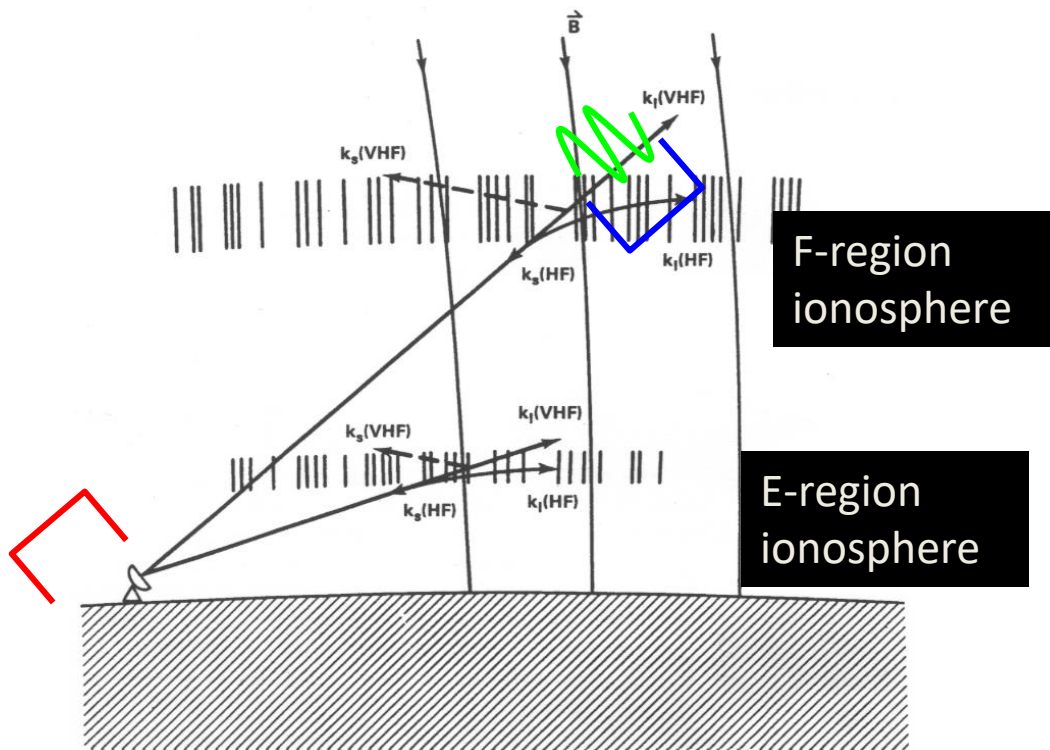 B
k_I(VHF)
k_s(VHF)
k_s(HF)
k_I(HF)
F-region
ionosphere
k_I(VHF)
k_s(VHF)
k_s(HF)
k_I(HF)
E-region
ionosphere